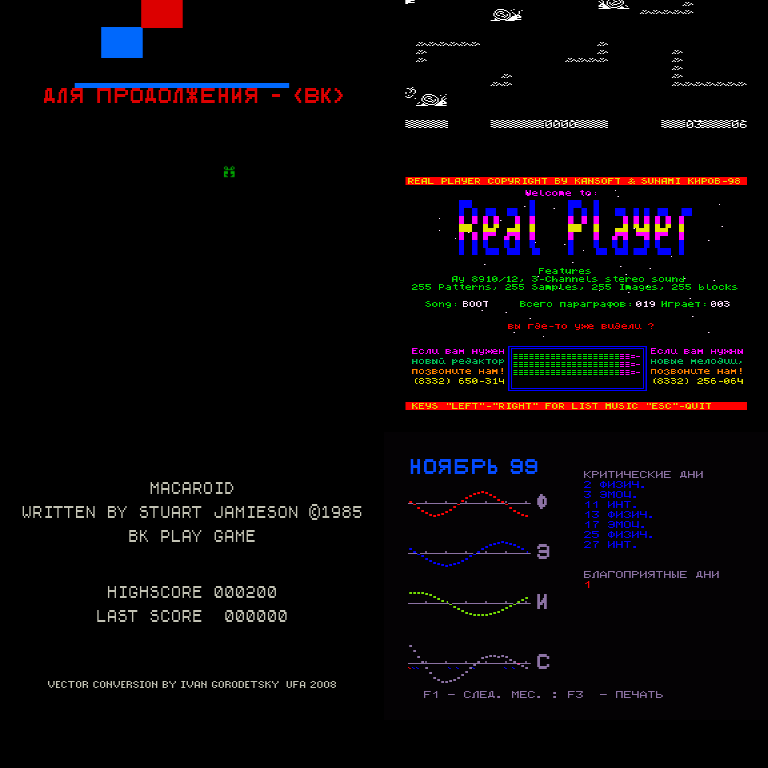 ДЛЯ ПРОДОЛЖЕНИЯ - <ВК>
0000
03
06
REAL PLAYER COPYRIGHT BY KANSOFT & SUNAMI КИРОВ-98
Welcome to:
Real Player
Features
Ay 8910/12, 3-Channels stereo sound
255 Patterns, 255 Samples, 255 Images, 255 blocks
Song: BOOT Всего параграфов: 019 Играёт: 003
вы где-то уже видели ?
Если вам нужен
новый редактор
позвоните нам!
(8332) 650-314
Если вам нужны
новые мелодии
позвоните нам!
(8332) 256-064
KEYS "LEFT"-"RIGHT" FOR LIST MUSIC "ESC"-QUIT
MACAROID
WRITTEN BY STUART JAMIESON ©1985
BK PLAY GAME
HIGHSCORE 000200
LAST SCORE 000000
VECTOR CONVERSION BY IVAN GORODETSKY UFA 2008
НОЯБРЬ 99
Ф
Э
И
С
КРИТИЧЕСКИЕ ДНИ
2 ФИЗИЧ.
3 ЭМОЦ.
11 ИНТ.
13 ФИЗИЧ.
17 ЭМОЦ.
25 ФИЗИЧ.
27 ИНТ.
БЛАГОПРИЯТНЫЕ ДНИ
1
F1 - СЛЕД. МЕС. : F3 - ПЕЧАТЬ